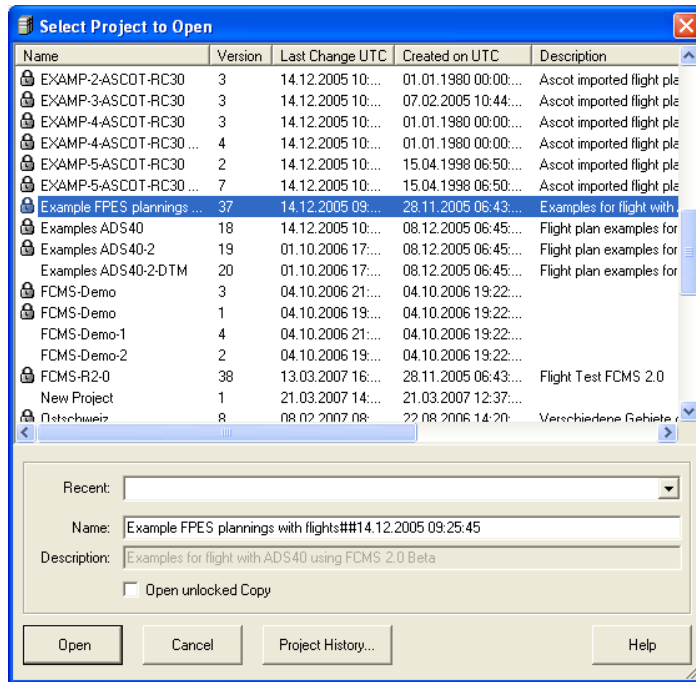 Select Project to Open
Name Version Last Change UTC Created on UTC Description
EXAMP-2-ASCOT-RC30 3 14.12.2005 10:... 01.01.1980 00:00:... Ascot imported flight pla
EXAMP-3-ASCOT-RC30 3 14.12.2005 10:... 07.02.2005 10:44:... Ascot imported flight pla
EXAMP-4-ASCOT-RC30 3 14.12.2005 10:... 01.01.1980 00:00:... Ascot imported flight pla
EXAMP-4-ASCOT-RC30 ... 4 14.12.2005 10:... 01.01.1980 00:00:... Ascot imported flight pla
EXAMP-5-ASCOT-RC30 2 14.12.2005 10:... 15.04.1998 06:50:... Ascot imported flight pla
EXAMP-5-ASCOT-RC30 ... 7 14.12.2005 10:... 15.04.1998 06:50:... Ascot imported flight pla
Example FPES plannings ... 37 14.12.2005 09:... 28.11.2005 06:43:... Examples for flight with
Examples ADS40 18 14.12.2005 10:... 08.12.2005 06:45:... Flight plan examples for
Examples ADS40-2 19 01.10.2006 17:... 08.12.2005 06:45:... Flight plan examples for
Examples ADS40-2-DTM 20 01.10.2006 17:... 08.12.2005 06:45:... Flight plan examples for
FCMS-Demo 3 04.10.2006 21:... 04.10.2006 19:22:...
FCMS-Demo 1 04.10.2006 19:... 04.10.2006 19:22:...
FCMS-Demo-1 4 04.10.2006 21:... 04.10.2006 19:22:...
FCMS-Demo-2 2 04.10.2006 19:... 04.10.2006 19:22:...
FCMS-R2-0 38 13.03.2007 16:... 28.11.2005 06:43:... Flight Test FCMS 2.0
New Project 1 21.03.2007 14:... 21.03.2007 12:37:...
Ostschweiz 8 08.02.2007 08:... 22.08.2006 14:20:... Verschiedene Gebiete
Recent:
Name: Example FPES plannings with flights##14.12.2005 09:25:45
Description: Examples for flight with ADS40 using FCMS 2.0 Beta
Open unlocked Copy
Open Cancel Project History... Help